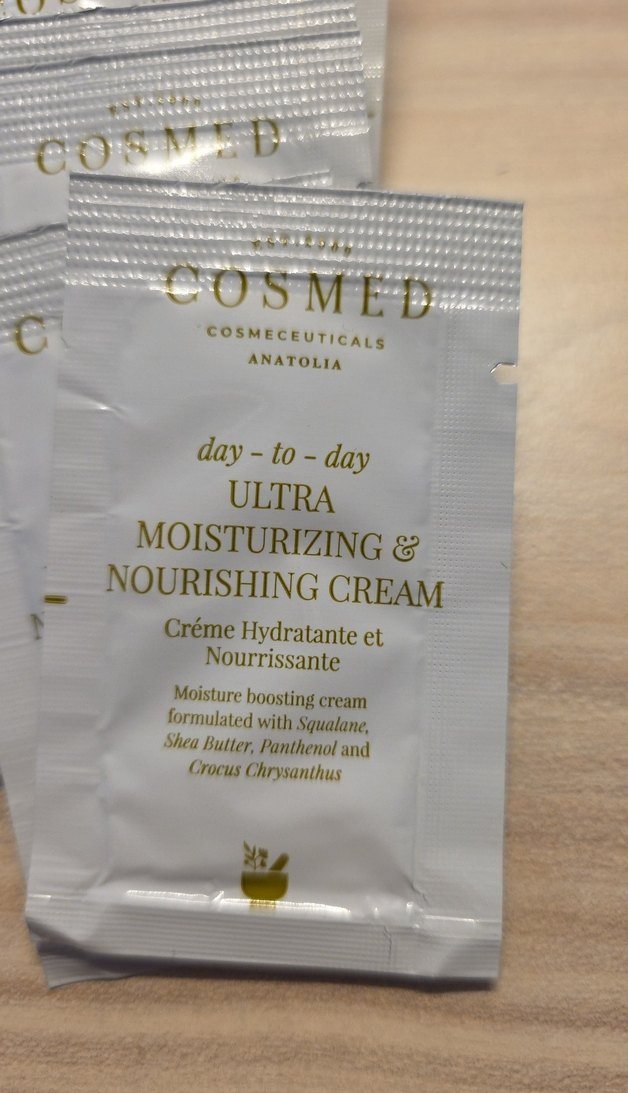 COSMED
COSMED
COSMECEUTICALS
ANATOLIA
day - to - day
ULTRA
MOISTURIZING &
NOURISHING CREAM
Créme Hydratante et
Nourrissante
Moisture boosting cream
formulated with Squalane,
Shea Butter, Panthenol and
Crocus Chrysanthus